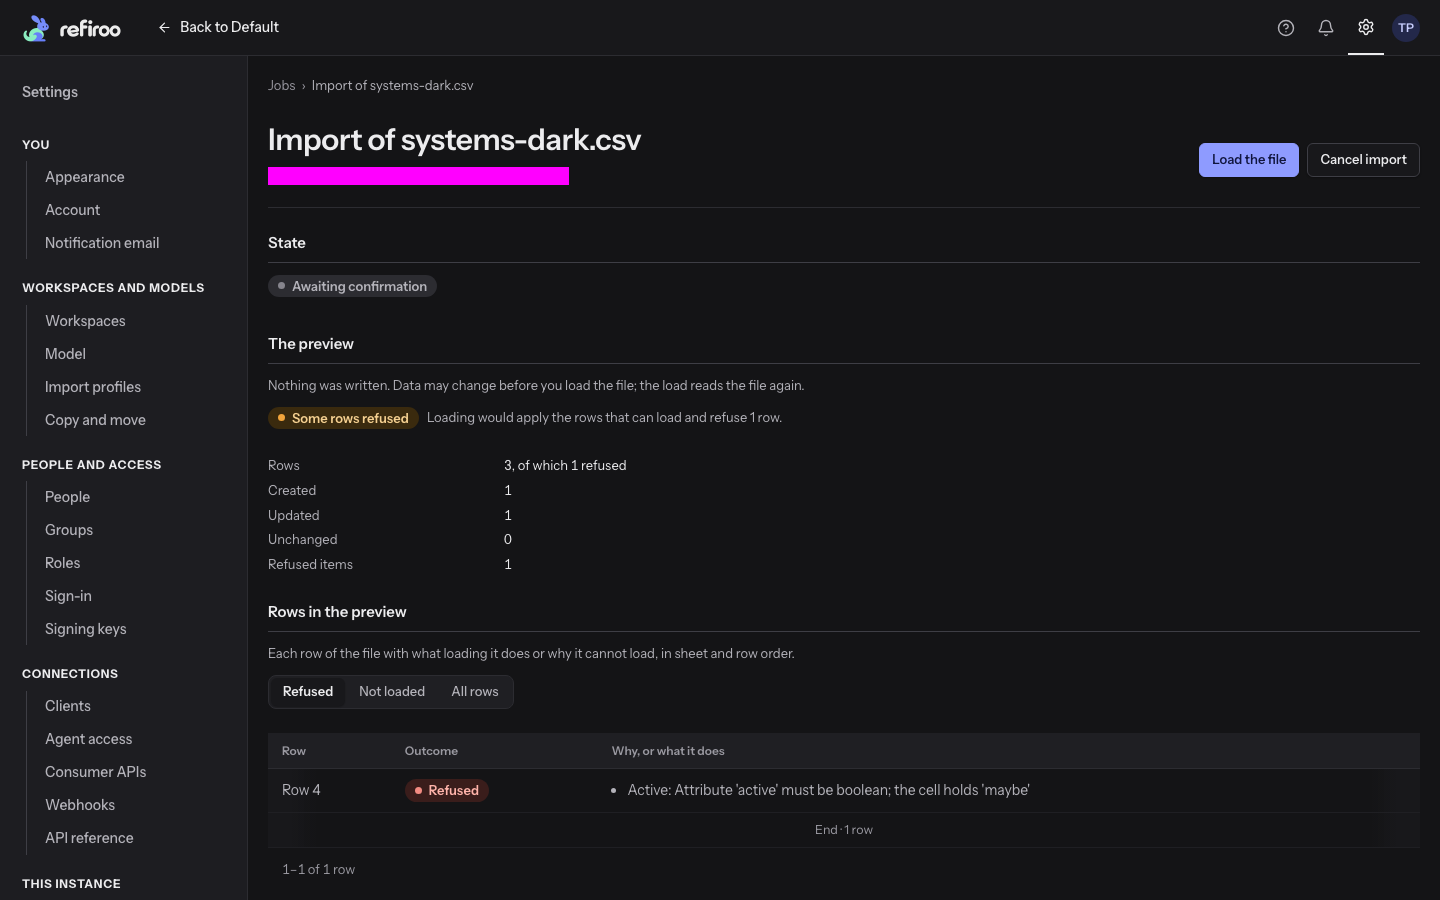 refiroo
Back to Default
TP
Settings
YOU
Appearance
Account
Notification email
WORKSPACES AND MODELS
Workspaces
Model
Import profiles
Copy and move
PEOPLE AND ACCESS
People
Groups
Roles
Sign-in
Signing keys
CONNECTIONS
Clients
Agent access
Consumer APIs
Webhooks
API reference
THIS INSTANCE
Jobs › Import of systems-dark.csv
Import of systems-dark.csv
Load the file
Cancel import
State
Awaiting confirmation
The preview
Nothing was written. Data may change before you load the file; the load reads the file again.
Some rows refused Loading would apply the rows that can load and refuse 1 row.
Rows 3, of which 1 refused
Created 1
Updated 1
Unchanged 0
Refused items 1
Rows in the preview
Each row of the file with what loading it does or why it cannot load, in sheet and row order.
Refused Not loaded All rows
Row Outcome Why, or what it does
Row 4 Refused • Active: Attribute 'active' must be boolean; the cell holds 'maybe'
End · 1 row
1–1 of 1 row